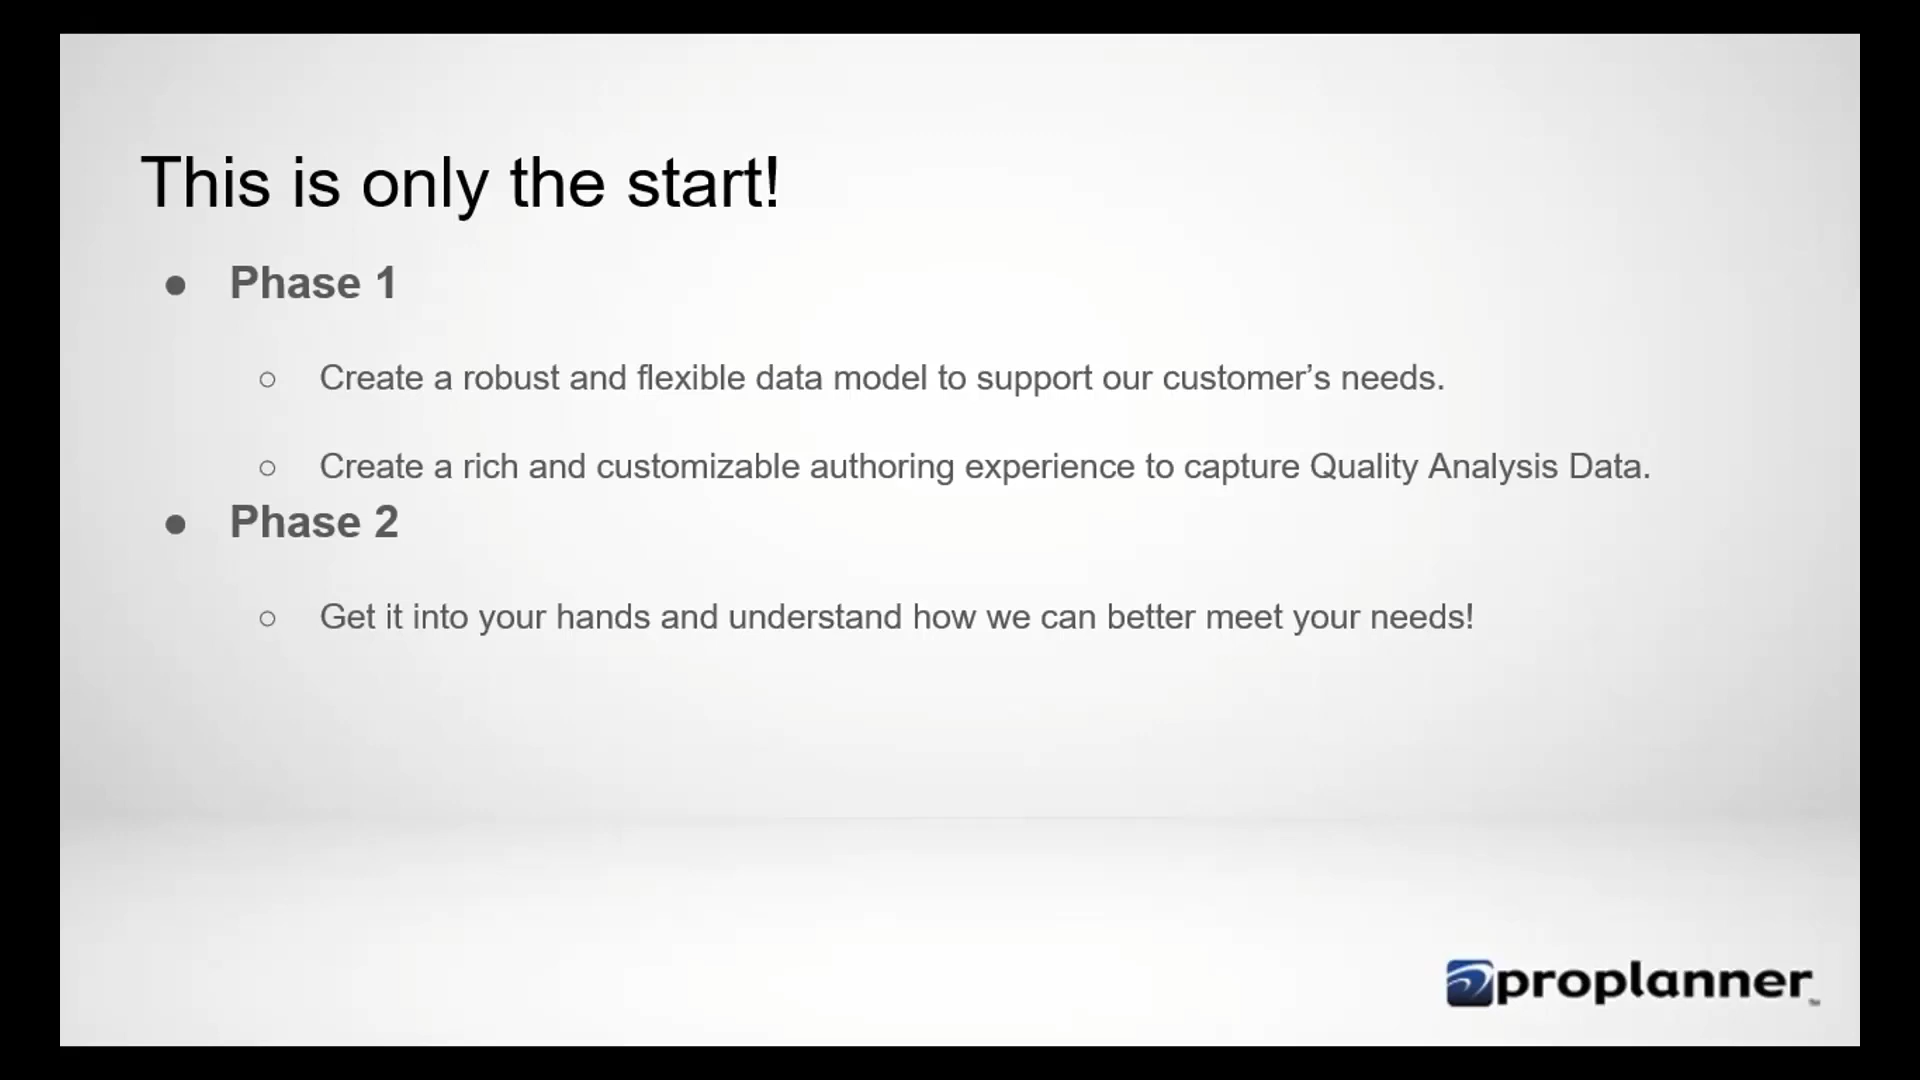 This is only the start!
● Phase 1
○ Create a robust and flexible data model to support our customer’s needs.
○ Create a rich and customizable authoring experience to capture Quality Analysis Data.
● Phase 2
○ Get it into your hands and understand how we can better meet your needs!
proplanner